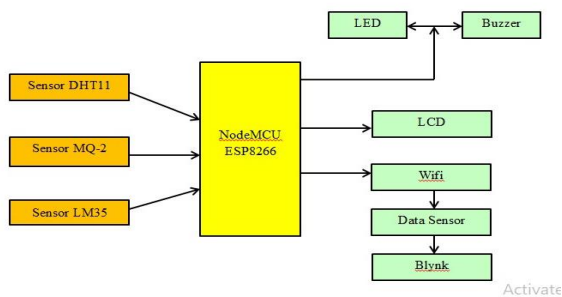 LED
Buzzer
Sensor DHT11
Sensor MQ-2
Sensor LM35
NodeMCU
ESP8266
LCD
Wifi
Data Sensor
Blynk
Activate